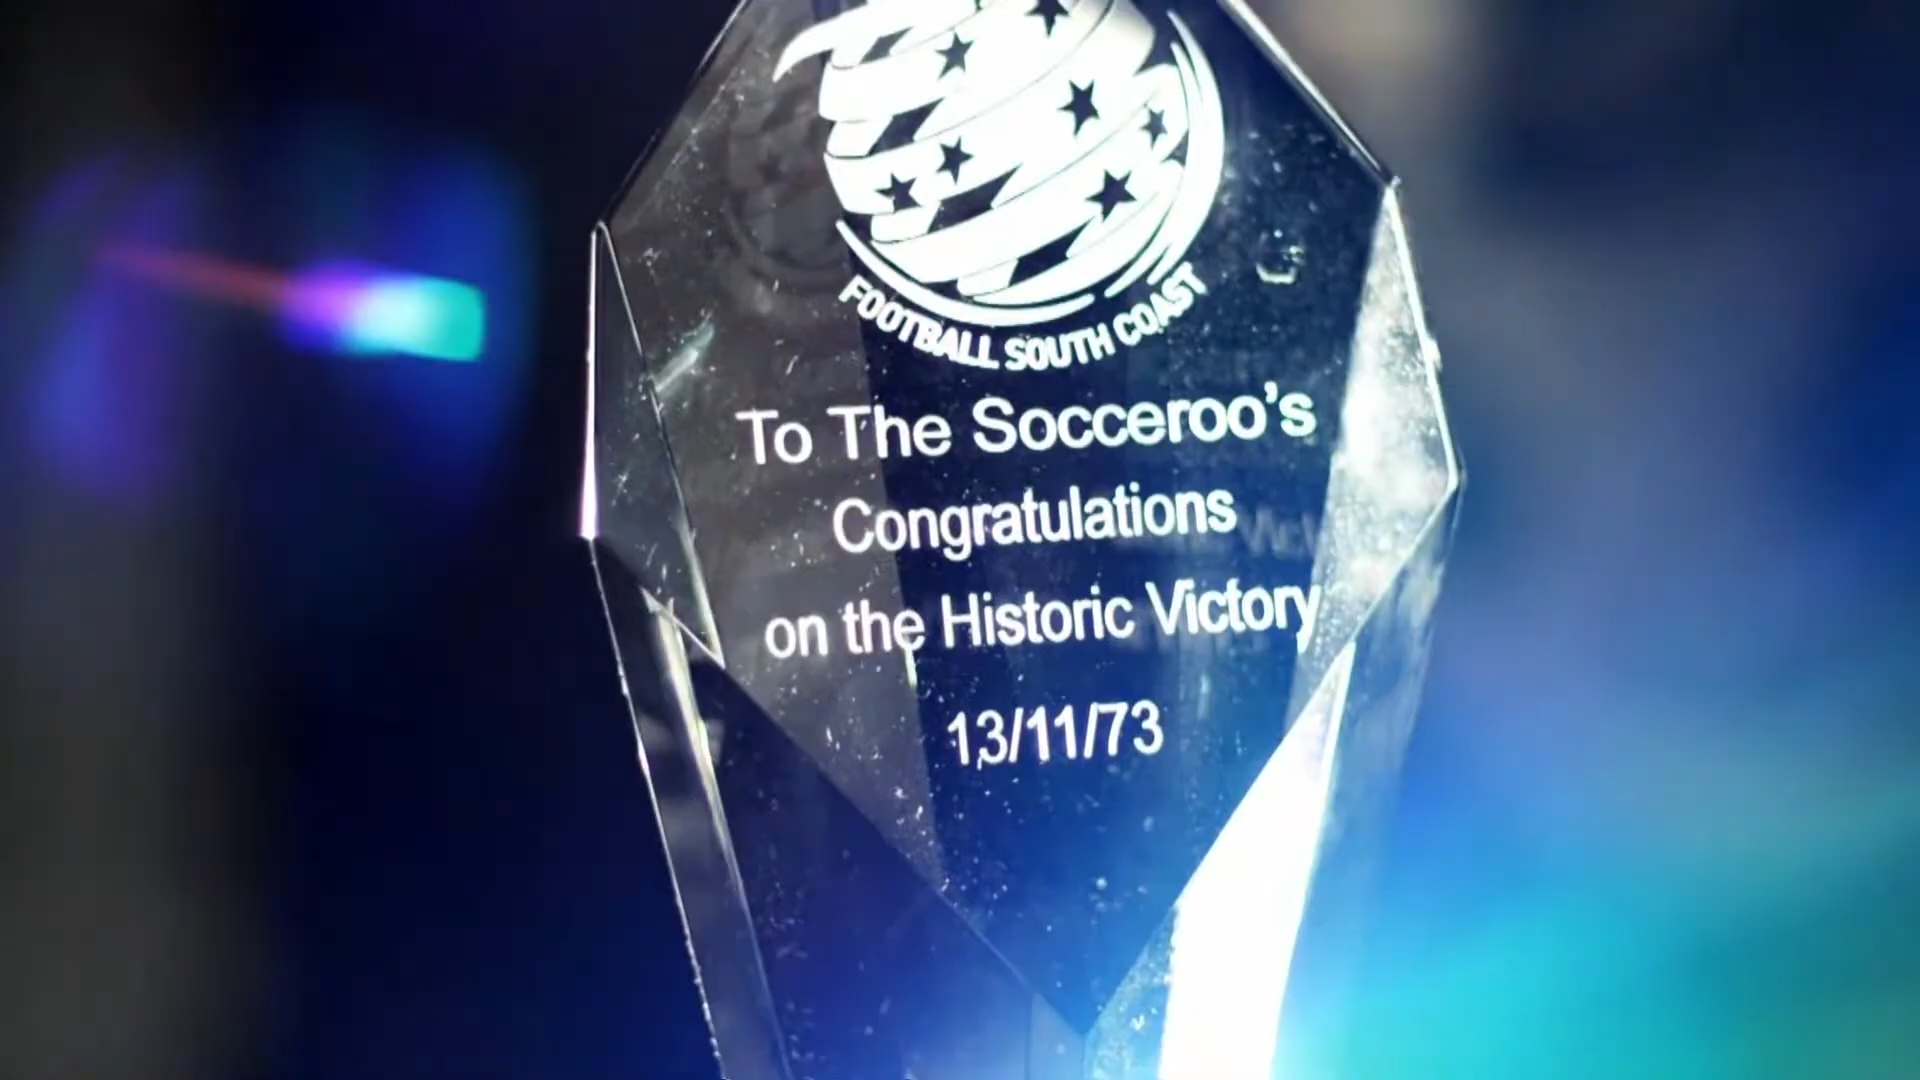 FOOTBALL SOUTH COAST
To The Socceroo's
Congratulations
on the Historic Victory
13/11/73